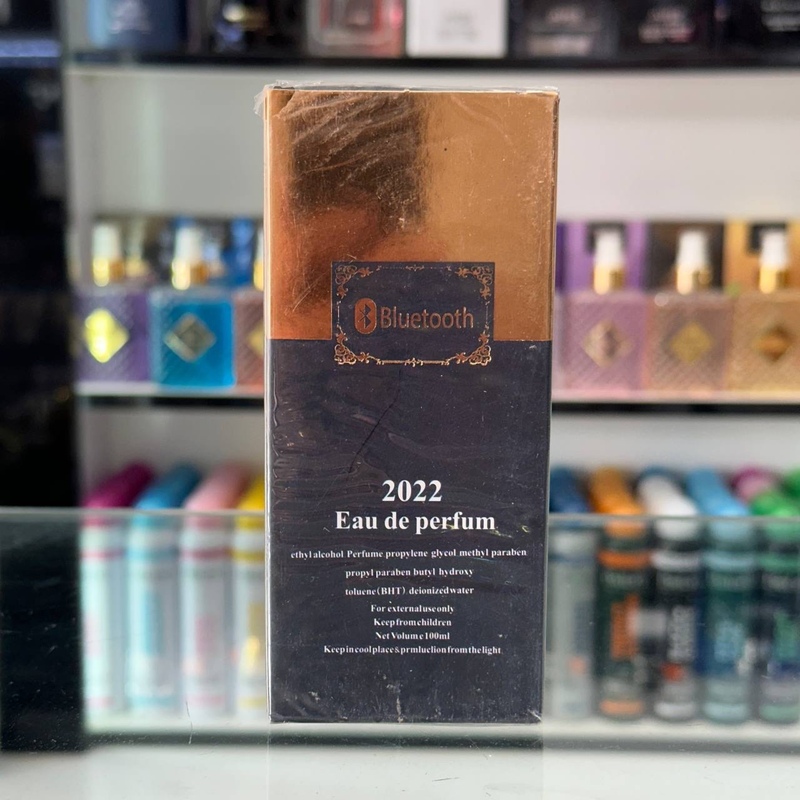 Bluetooth
2022
Eau de perfum
ethyl alcohol Perfume propylene glycol methyl paraben
propyl paraben butyl hydroxy
toluene(BHT) deionizedwater
For externaluseonly
Keepfromchildren
Net Volume100ml
Keepincoolplace&prmluclionfromthelight